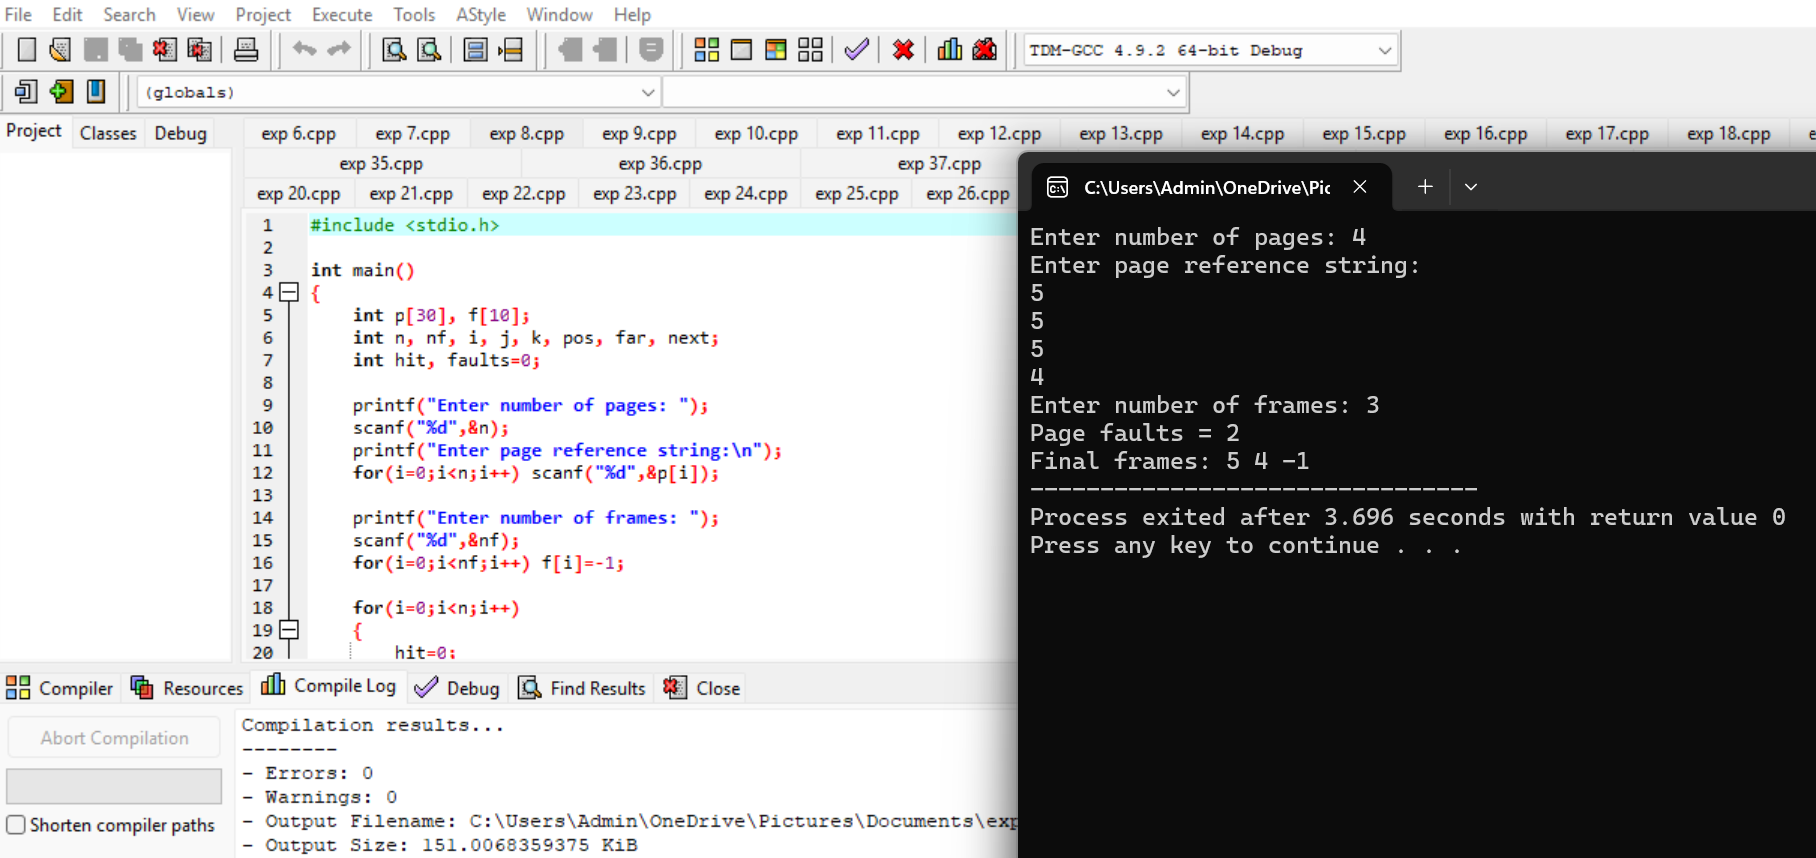 File Edit Search View Project Execute Tools AStyle Window Help
TDM-GCC 4.9.2 64-bit Debug
(globals)
Project Classes Debug
exp 6.cpp exp 7.cpp exp 8.cpp exp 9.cpp exp 10.cpp exp 11.cpp exp 12.cpp exp 13.cpp exp 14.cpp exp 15.cpp exp 16.cpp exp 17.cpp exp 18.cpp
exp 35.cpp exp 36.cpp exp 37.cpp
exp 20.cpp exp 21.cpp exp 22.cpp exp 23.cpp exp 24.cpp exp 25.cpp exp 26.cpp
1 #include <stdio.h>
2
3 int main()
4 {
5 int p[30], f[10];
6 int n, nf, i, j, k, pos, far, next;
7 int hit, faults=0;
8
9 printf("Enter number of pages: ");
10 scanf("%d",&n);
11 printf("Enter page reference string:\n");
12 for(i=0;i<n;i++) scanf("%d",&p[i]);
13
14 printf("Enter number of frames: ");
15 scanf("%d",&nf);
16 for(i=0;i<nf;i++) f[i]=-1;
17
18 for(i=0;i<n;i++)
19 {
20 hit=0;
C:\Users\Admin\OneDrive\Pic
Enter number of pages: 4
Enter page reference string:
5
5
5
4
Enter number of frames: 3
Page faults = 2
Final frames: 5 4 -1
--------------------------------
Process exited after 3.696 seconds with return value 0
Press any key to continue . . .
Compiler Resources Compile Log Debug Find Results Close
Abort Compilation
Shorten compiler paths
Compilation results...
--------
- Errors: 0
- Warnings: 0
- Output Filename: C:\Users\Admin\OneDrive\Pictures\Documents\exp
- Output Size: 151.0068359375 KiB